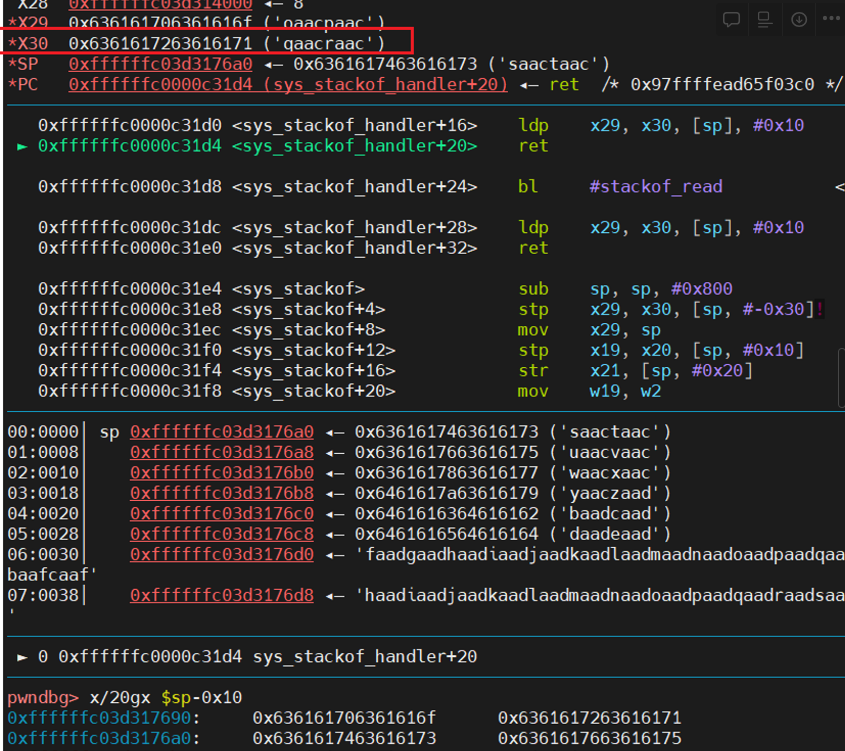 X28  0xffffffc03d314000 ◂— 8
*X29  0x636161706361616f ('oaacpaac')
*X30  0x6361617263616171 ('qaacraac')
*SP   0xffffffc03d3176a0 ◂— 0x6361617463616173 ('saactaac')
*PC   0xffffffc0000c31d4 (sys_stackof_handler+20) ◂— ret  /* 0x97ffffead65f03c0 */
0xffffffc0000c31d0 <sys_stackof_handler+16>    ldp    x29, x30, [sp], #0x10
► 0xffffffc0000c31d4 <sys_stackof_handler+20>    ret
0xffffffc0000c31d8 <sys_stackof_handler+24>    bl     #stackof_read           <
0xffffffc0000c31dc <sys_stackof_handler+28>    ldp    x29, x30, [sp], #0x10
0xffffffc0000c31e0 <sys_stackof_handler+32>    ret
0xffffffc0000c31e4 <sys_stackof>               sub    sp, sp, #0x800
0xffffffc0000c31e8 <sys_stackof+4>             stp    x29, x30, [sp, #-0x30]!
0xffffffc0000c31ec <sys_stackof+8>             mov    x29, sp
0xffffffc0000c31f0 <sys_stackof+12>            stp    x19, x20, [sp, #0x10]
0xffffffc0000c31f4 <sys_stackof+16>            str    x21, [sp, #0x20]
0xffffffc0000c31f8 <sys_stackof+20>            mov    w19, w2
00:0000│ sp 0xffffffc03d3176a0 ◂— 0x6361617463616173 ('saactaac')
01:0008│    0xffffffc03d3176a8 ◂— 0x6361617663616175 ('uaacvaac')
02:0010│    0xffffffc03d3176b0 ◂— 0x6361617863616177 ('waacxaac')
03:0018│    0xffffffc03d3176b8 ◂— 0x6461617a63616179 ('yaaczaad')
04:0020│    0xffffffc03d3176c0 ◂— 0x6461616364616162 ('baadcaad')
05:0028│    0xffffffc03d3176c8 ◂— 0x6461616564616164 ('daadeaad')
06:0030│    0xffffffc03d3176d0 ◂— 'faadgaadhaadiaadjaadkaadlaadmaadnaadoaadpaadqaa
baafcaaf'
07:0038│    0xffffffc03d3176d8 ◂— 'haadiaadjaadkaadlaadmaadnaadoaadpaadqaadraadsaa
'
► 0 0xffffffc0000c31d4 sys_stackof_handler+20
pwndbg> x/20gx $sp-0x10
0xffffffc03d317690:     0x636161706361616f      0x6361617263616171
0xffffffc03d3176a0:     0x6361617463616173      0x6361617663616175